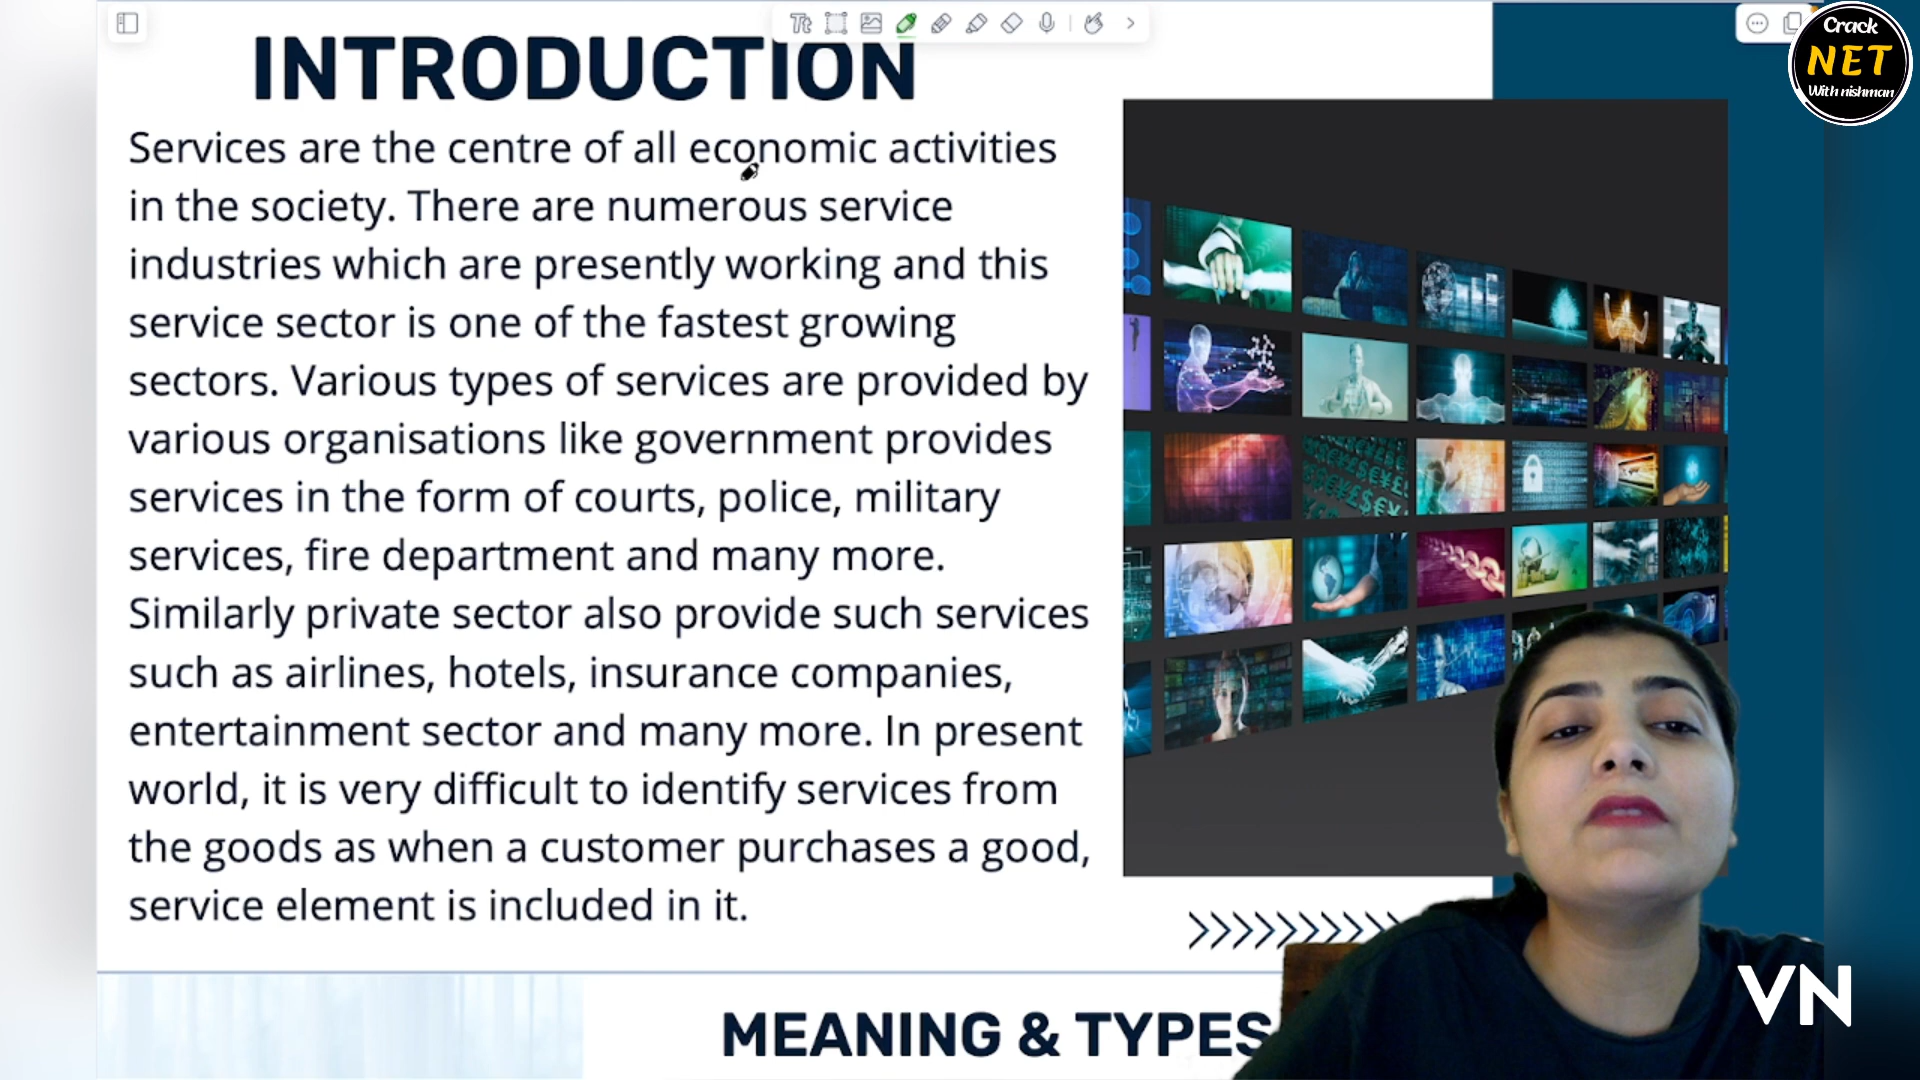 Tt
Crack
NET
With nishman
INTRODUCTION
Services are the centre of all economic activities
in the society. There are numerous service
industries which are presently working and this
service sector is one of the fastest growing
sectors. Various types of services are provided by
various organisations like government provides
services in the form of courts, police, military
services, fire department and many more.
Similarly private sector also provide such services
such as airlines, hotels, insurance companies,
entertainment sector and many more. In present
world, it is very difficult to identify services from
the goods as when a customer purchases a good,
service element is included in it.
MEANING & TYPES
VN